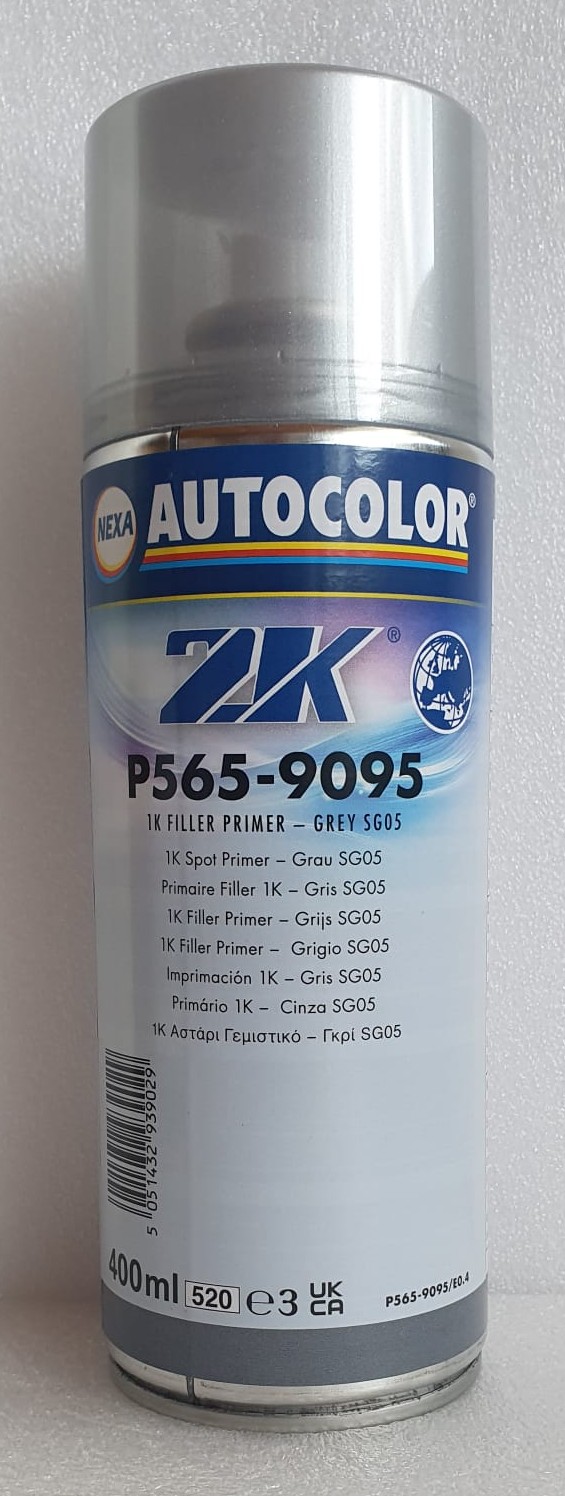 NEXA AUTOCOLOR®
2K®
P565-9095
1K FILLER PRIMER – GREY SG05
1K Spot Primer – Grau SG05
Primaire Filler 1K – Gris SG05
1K Filler Primer – Grijs SG05
1K Filler Primer – Grigio SG05
Imprimación 1K – Gris SG05
Primário 1K – Cinza SG05
1K Αστάρι Γεμιστικό – Γκρί SG05
5 051432 939029
400ml 520 e3 UK CA
P565-9095/E0.4